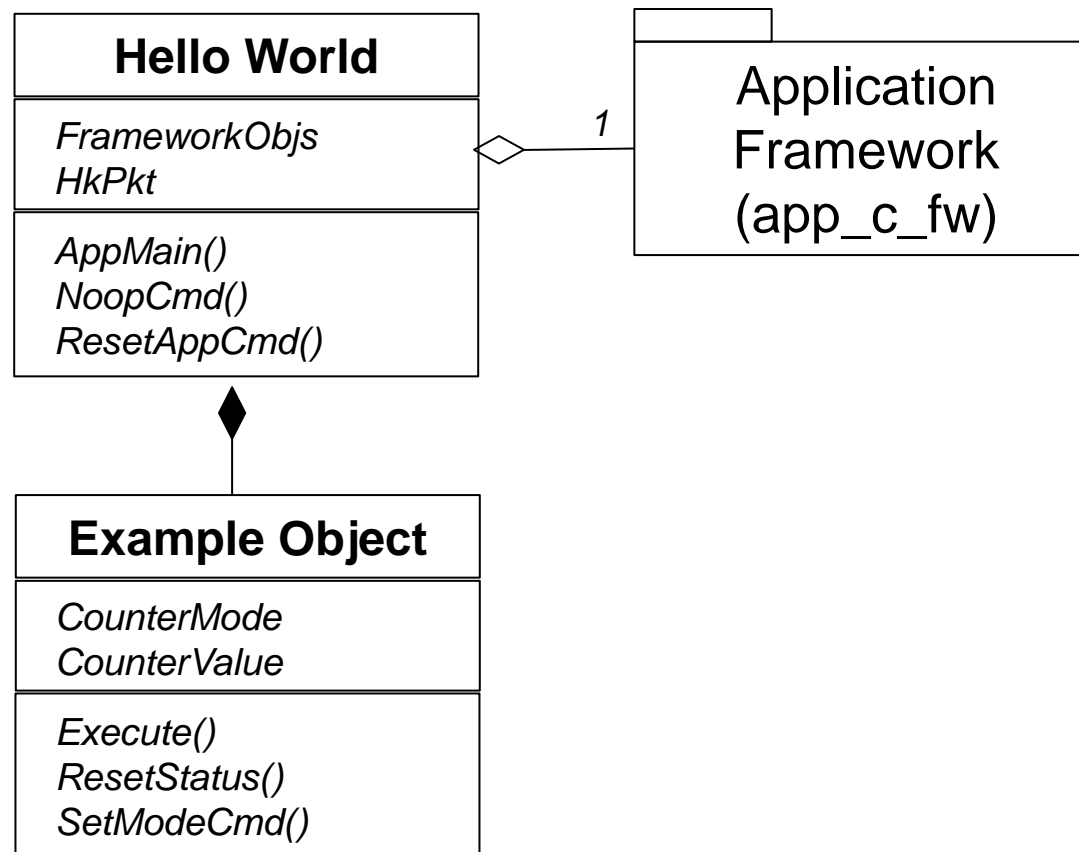 Hello World
FrameworkObjs
HkPkt
AppMain()
NoopCmd()
ResetAppCmd()
1
Application
Framework
(app_c_fw)
Example Object
CounterMode
CounterValue
Execute()
ResetStatus()
SetModeCmd()